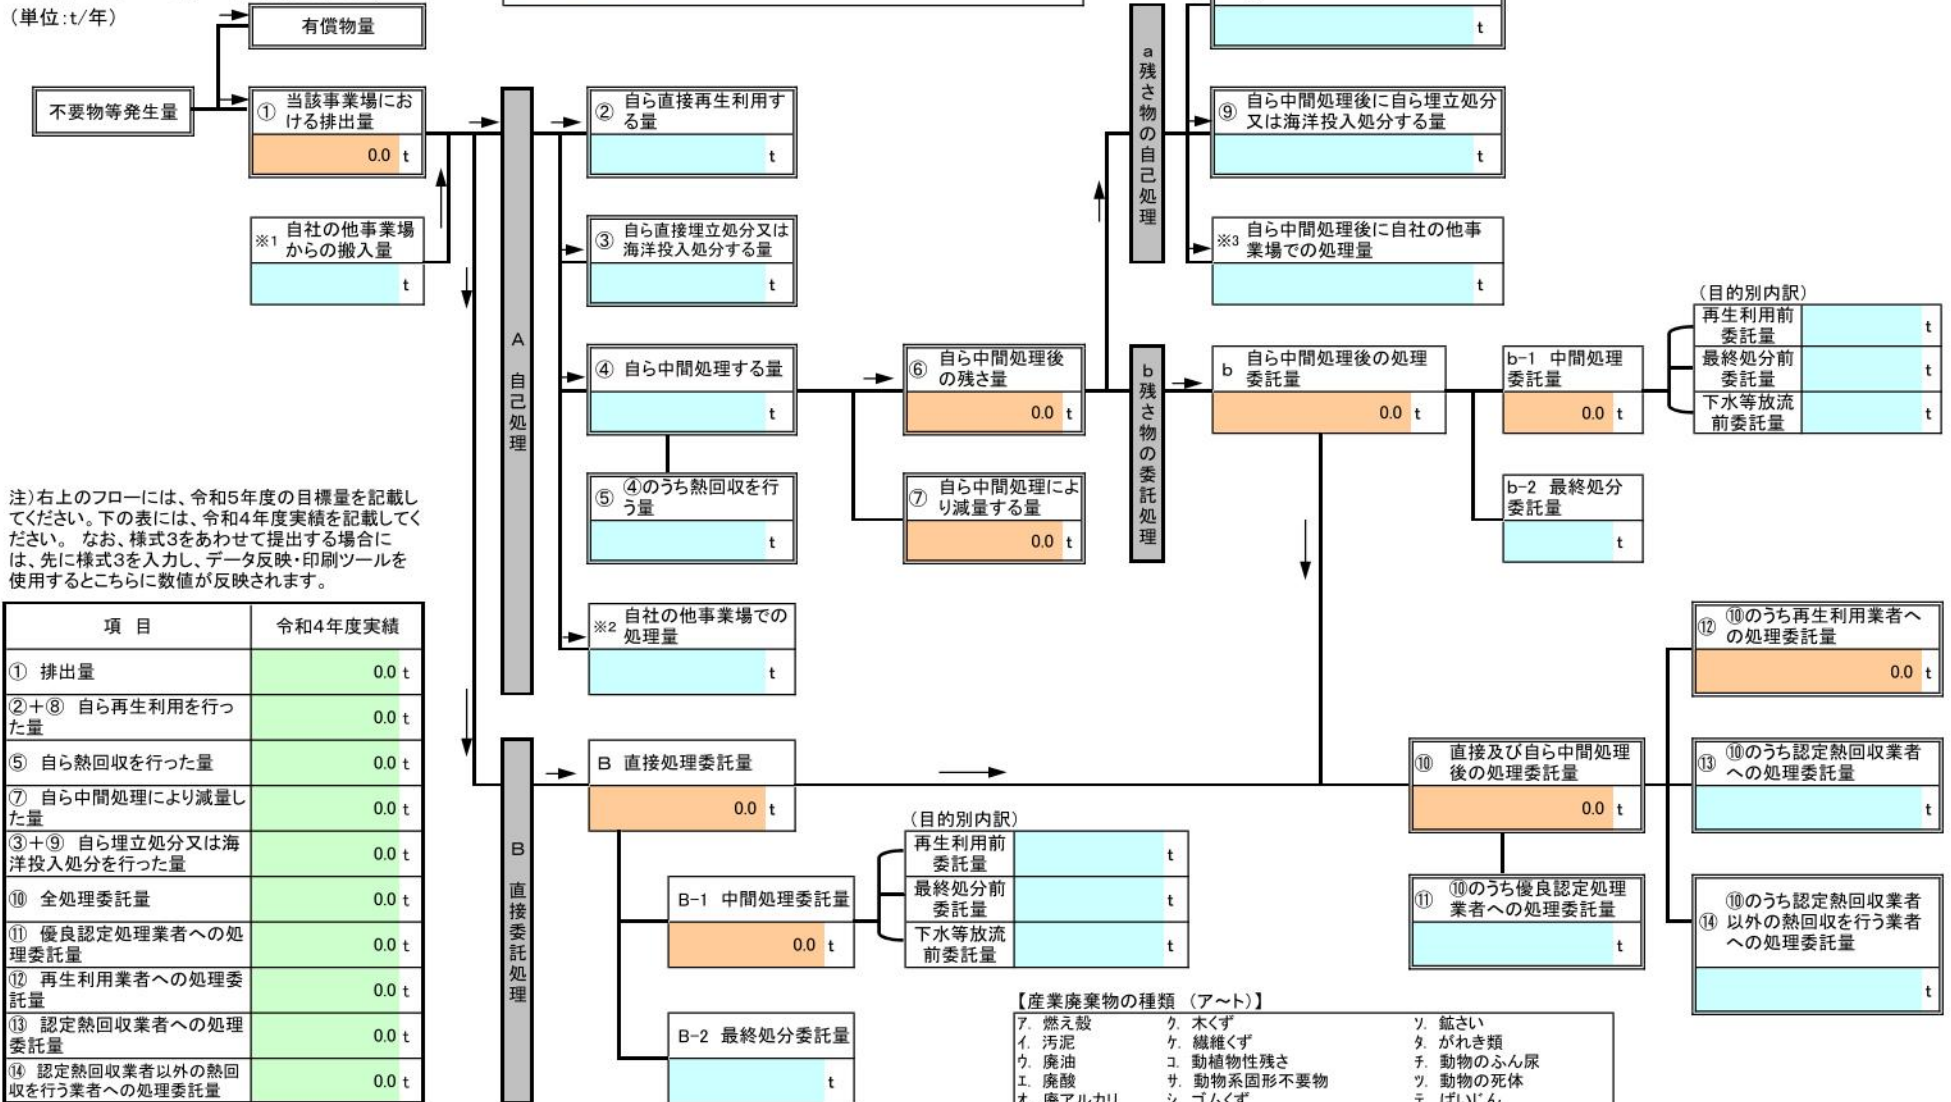 (単位:t/年)
有償物量
不要物等発生量
① 当該事業場にお
ける排出量
0.0 t
※1 自社の他事業場
からの搬入量
t
A 自己処理
② 自ら直接再生利用す
る量
t
③ 自ら直接埋立処分又は
海洋投入処分する量
t
④ 自ら中間処理する量
t
⑤ ④のうち熱回収を行
う量
t
※2 自社の他事業場での
処理量
t
⑥ 自ら中間処理後
の残さ量
0.0 t
⑦ 自ら中間処理によ
り減量する量
0.0 t
a 残さ物の自己処理
t
⑨ 自ら中間処理後に自ら埋立処分
又は海洋投入処分する量
t
※3 自ら中間処理後に自社の他事
業場での処理量
t
b 残さ物の委託処理
b 自ら中間処理後の処理
委託量
0.0 t
b-1 中間処理
委託量
0.0 t
(目的別内訳)
再生利用前
委託量
t
最終処分前
委託量
t
下水等放流
前委託量
t
b-2 最終処分
委託量
t
注)右上のフローには、令和5年度の目標量を記載し
てください。下の表には、令和4年度実績を記載してく
ださい。 なお、様式3をあわせて提出する場合に
は、先に様式3を入力し、データ反映・印刷ツールを
使用するとこちらに数値が反映されます。
項 目 令和4年度実績
① 排出量 0.0 t
②+⑧ 自ら再生利用を行っ
た量 0.0 t
⑤ 自ら熱回収を行った量 0.0 t
⑦ 自ら中間処理により減量し
た量 0.0 t
③+⑨ 自ら埋立処分又は海
洋投入処分を行った量 0.0 t
⑩ 全処理委託量 0.0 t
⑪ 優良認定処理業者への処
理委託量 0.0 t
⑫ 再生利用業者への処理委
託量 0.0 t
⑬ 認定熱回収業者への処理
委託量 0.0 t
⑭ 認定熱回収業者以外の熱回
収を行う業者への処理委託量 0.0 t
B 直接委託処理
B 直接処理委託量
0.0 t
B-1 中間処理委託量
0.0 t
(目的別内訳)
再生利用前
委託量
t
最終処分前
委託量
t
下水等放流
前委託量
t
B-2 最終処分委託量
t
⑩ 直接及び自ら中間処理
後の処理委託量
0.0 t
⑪ ⑩のうち優良認定処理
業者への処理委託量
t
⑫ ⑩のうち再生利用業者へ
の処理委託量
0.0 t
⑬ ⑩のうち認定熱回収業者
への処理委託量
t
⑭ ⑩のうち認定熱回収業者
以外の熱回収を行う業者
への処理委託量
t
【産業廃棄物の種類 (ア~ト)】
ア. 燃え殻 ク. 木くず ソ. 鉱さい
イ. 汚泥 ケ. 繊維くず タ. がれき類
ウ. 廃油 コ. 動植物性残さ チ. 動物のふん尿
エ. 廃酸 サ. 動物系固形不要物 ツ. 動物の死体
オ. 廃アルカリ シ. ゴムくず テ. ばいじん